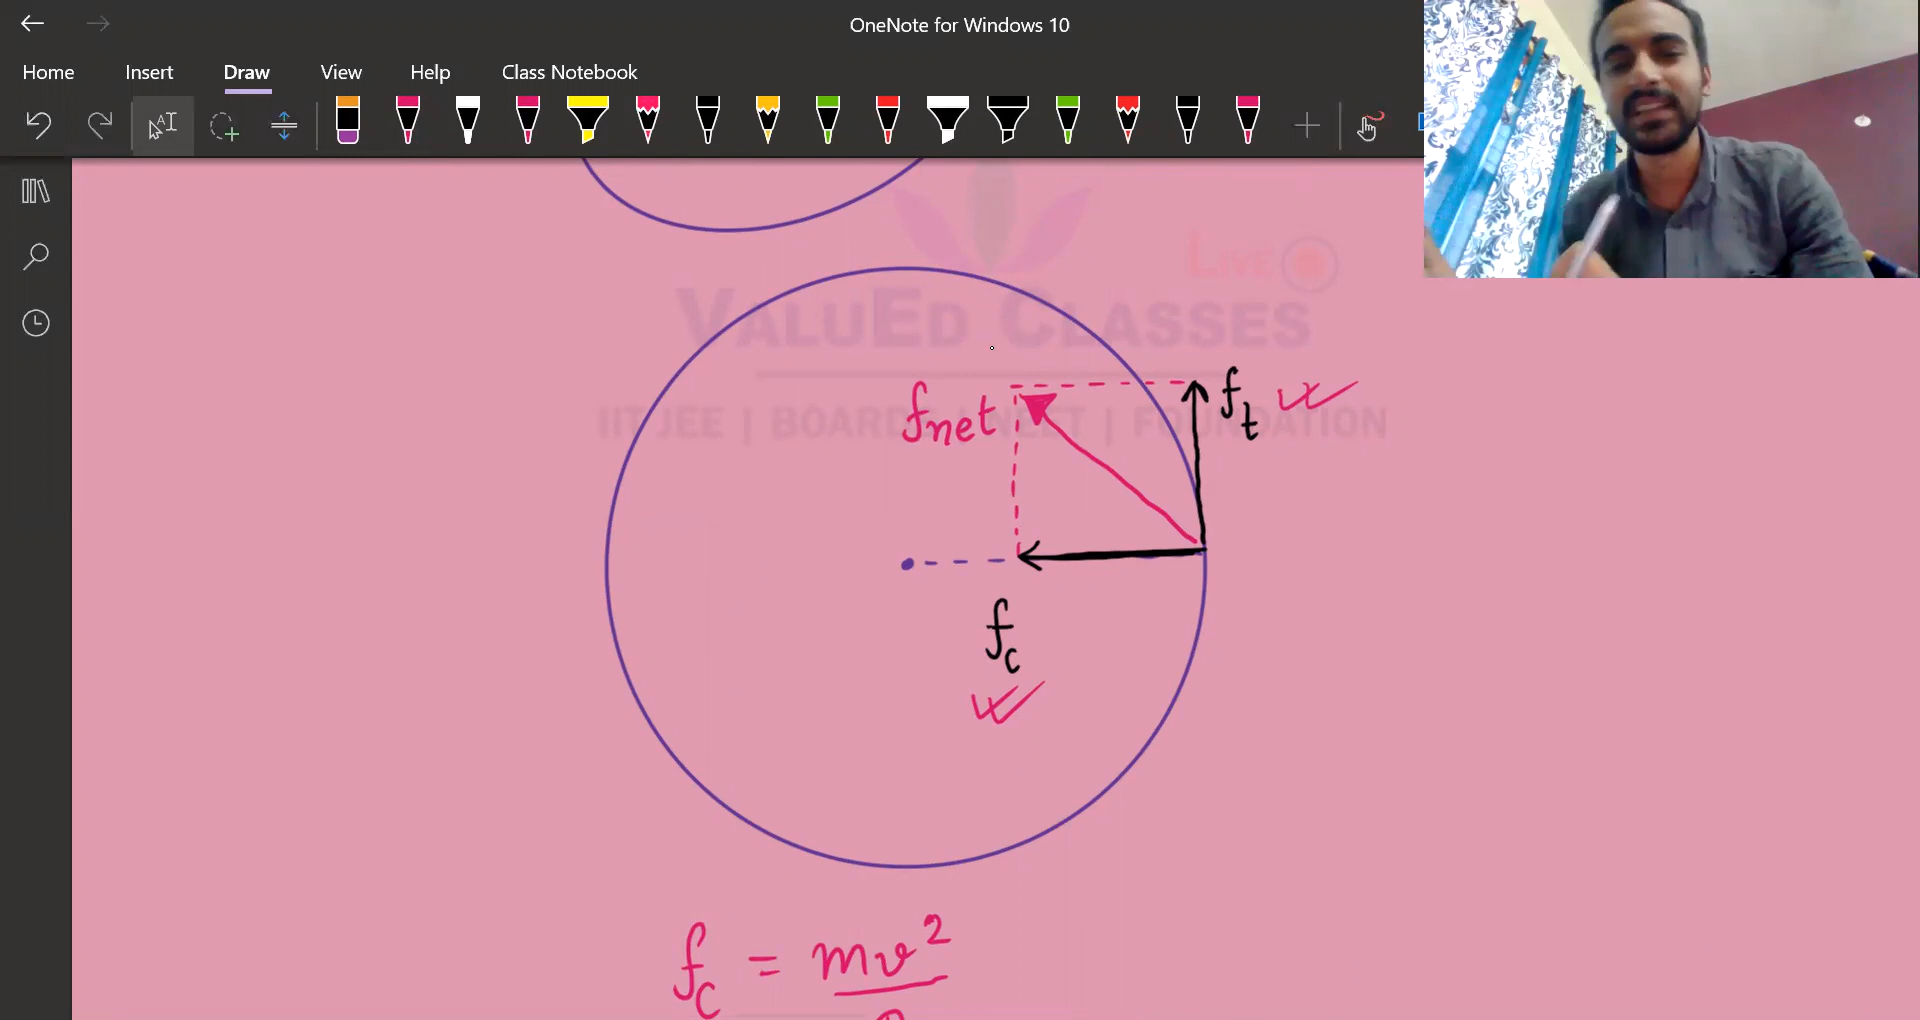 OneNote for Windows 10
Home Insert Draw View Help Class Notebook
LIVE
VALUED CLASSES
IIT JEE | BOARDS | NEET | FOUNDATION
fnet
ft
fc
fc = mv²